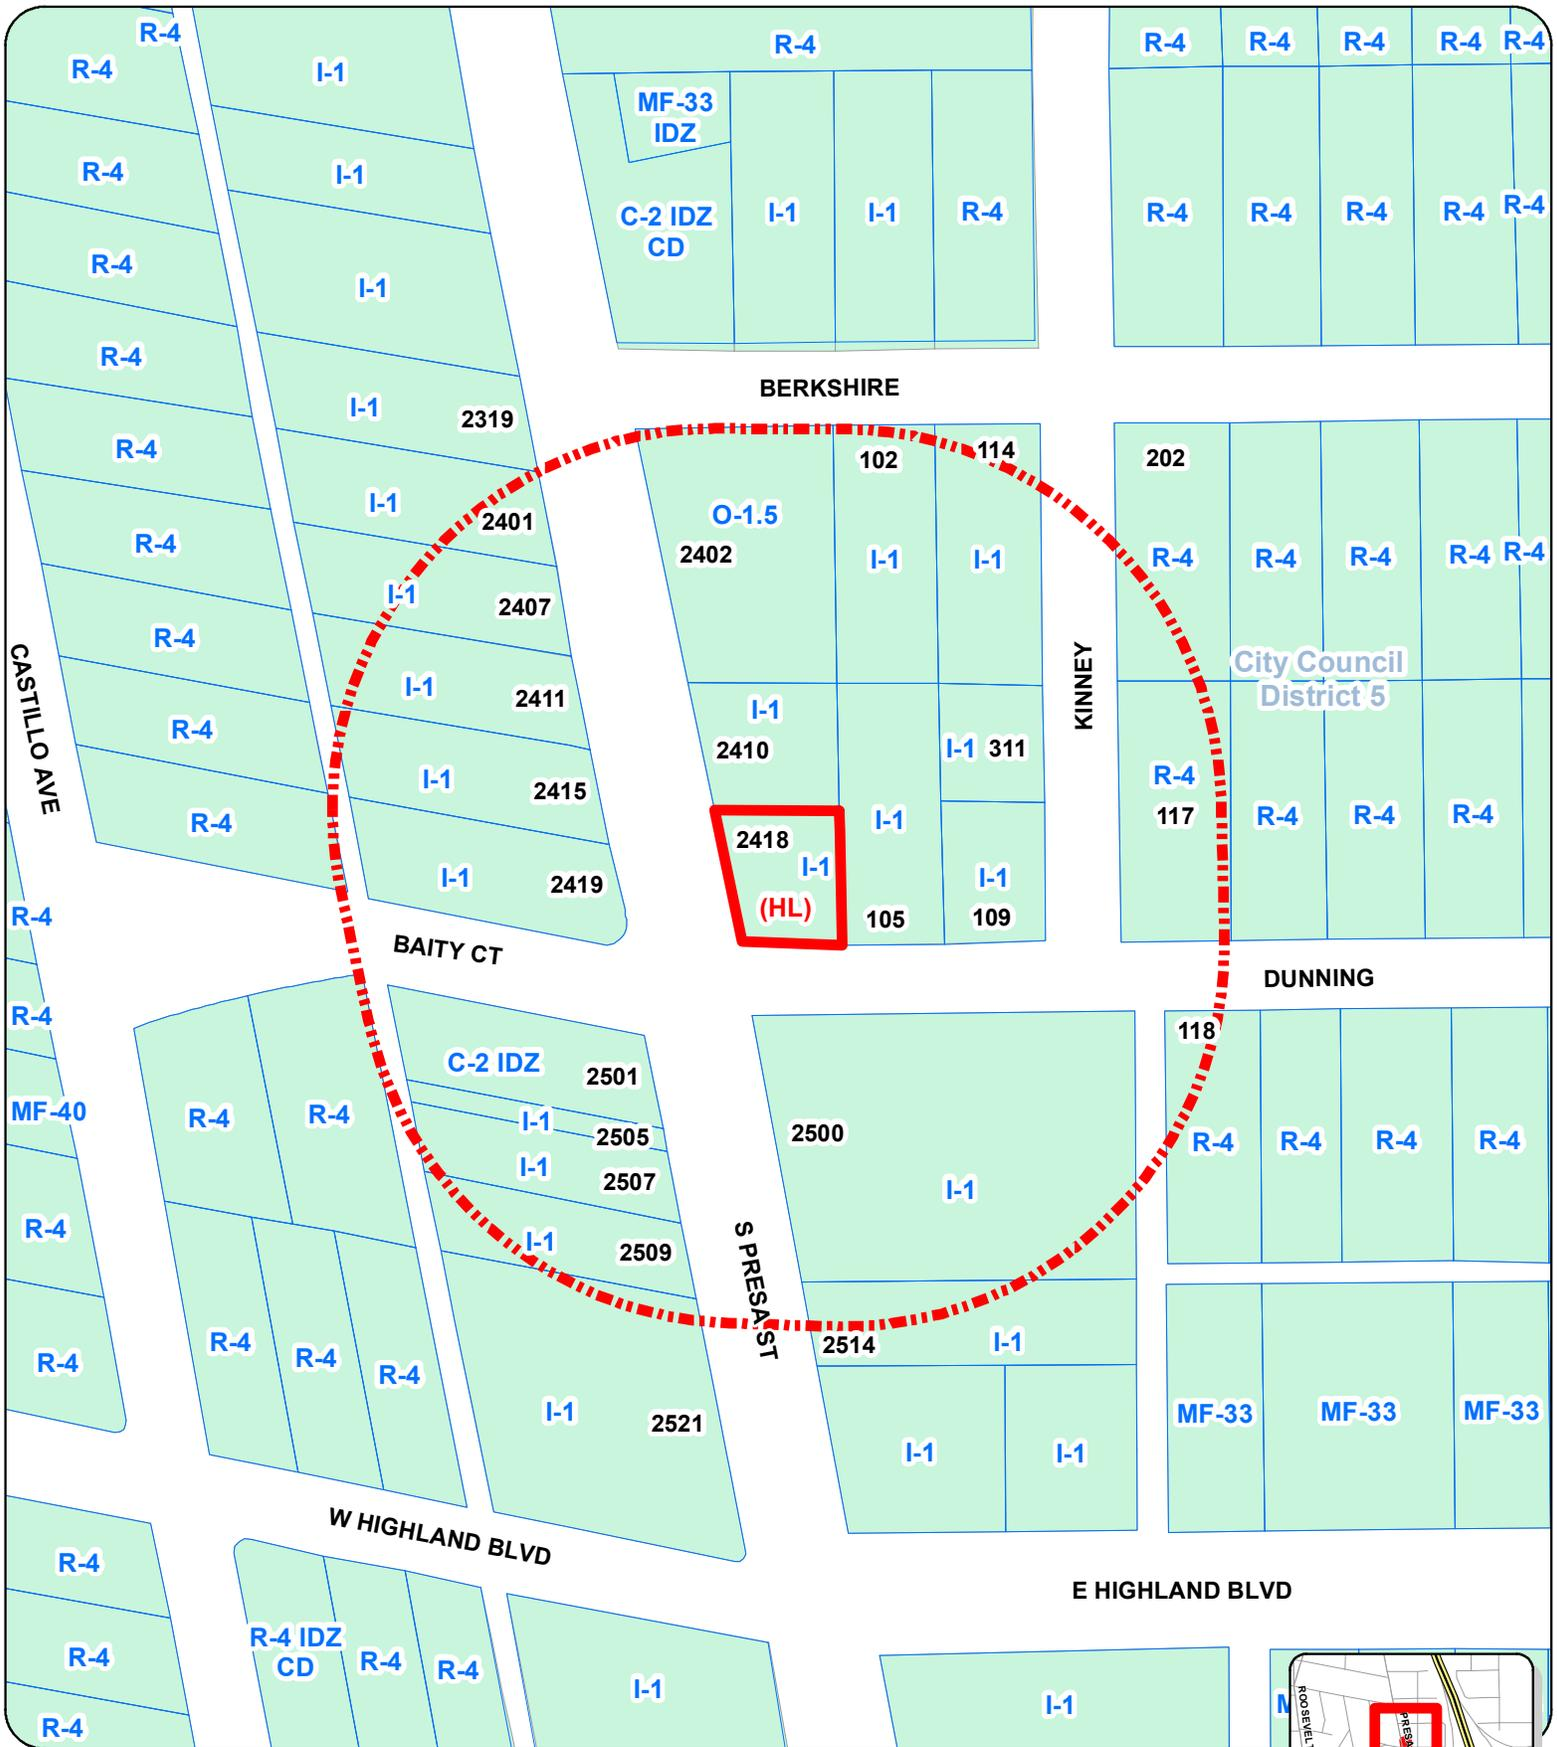 R-4
R-4
I-1
R-4
R-4
R-4
R-4
R-4
R-4
MF-33
IDZ
R-4
I-1
C-2 IDZ
CD
I-1
I-1
R-4
R-4
R-4
R-4
R-4
R-4
R-4
I-1
R-4
BERKSHIRE
R-4
I-1
2319
R-4
I-1
2401
102
114
202
O-1.5
2402
I-1
I-1
R-4
R-4
R-4
R-4
R-4
R-4
I-1
2407
CASTILLO AVE
R-4
I-1
2411
KINNEY
City Council
District 5
R-4
I-1
2410
I-1
311
I-1
2415
R-4
117
R-4
R-4
R-4
R-4
2418
I-1
(HL)
I-1
105
I-1
109
I-1
2419
R-4
BAITY CT
DUNNING
R-4
118
C-2 IDZ
2501
MF-40
R-4
R-4
I-1
2505
2500
I-1
R-4
R-4
R-4
R-4
I-1
2507
R-4
I-1
2509
S PRESA ST
R-4
R-4
R-4
R-4
2514
I-1
I-1
2521
I-1
I-1
MF-33
MF-33
MF-33
W HIGHLAND BLVD
E HIGHLAND BLVD
R-4
R-4
R-4 IDZ
CD
R-4
R-4
I-1
I-1
R-4
M
ROOSEVELT
PRESA